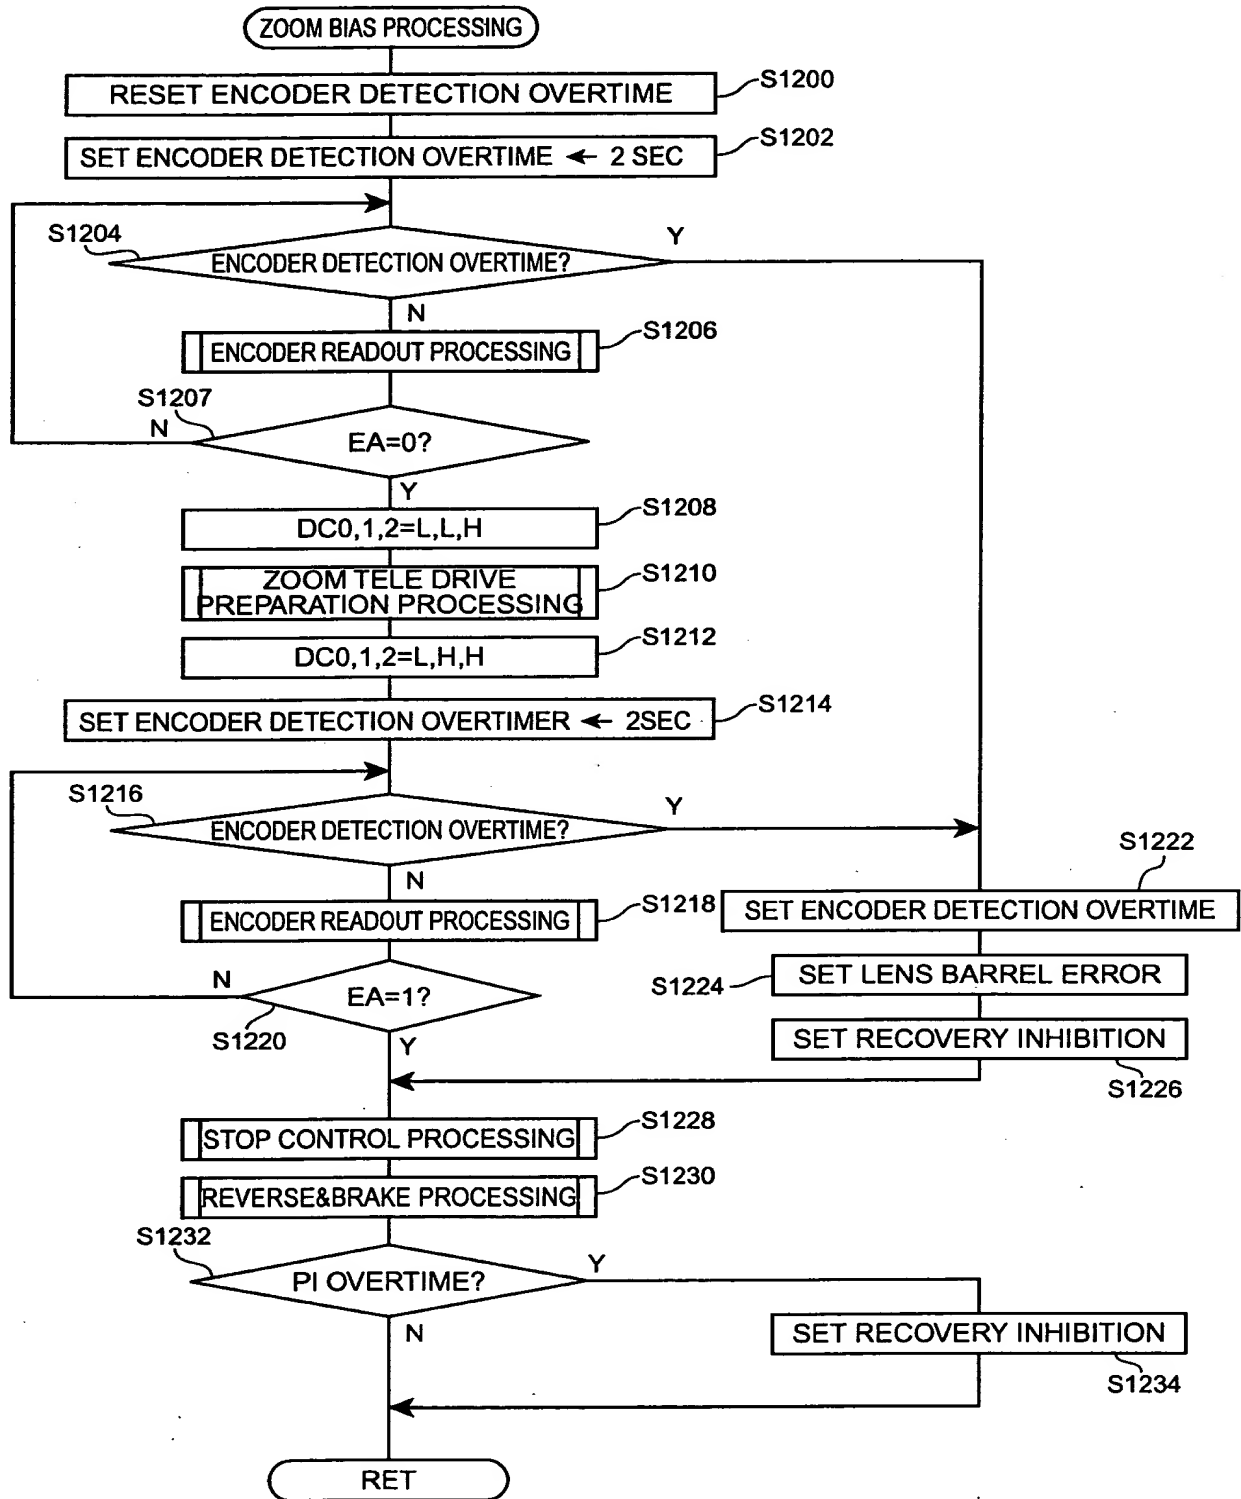 ZOOM BIAS PROCESSING
RESET ENCODER DETECTION OVERTIME
S1200
SET ENCODER DETECTION OVERTIME ← 2 SEC
S1202
S1204
ENCODER DETECTION OVERTIME?
Y
N
ENCODER READOUT PROCESSING
S1206
S1207
N
EA=0?
Y
DC0,1,2=L,L,H
S1208
ZOOM TELE DRIVE
PREPARATION PROCESSING
S1210
DC0,1,2=L,H,H
S1212
SET ENCODER DETECTION OVERTIMER ← 2SEC
S1214
S1216
ENCODER DETECTION OVERTIME?
Y
N
ENCODER READOUT PROCESSING
S1218
S1222
SET ENCODER DETECTION OVERTIME
N
EA=1?
S1220
Y
S1224
SET LENS BARREL ERROR
SET RECOVERY INHIBITION
S1226
STOP CONTROL PROCESSING
S1228
REVERSE&BRAKE PROCESSING
S1230
S1232
PI OVERTIME?
Y
N
SET RECOVERY INHIBITION
S1234
RET